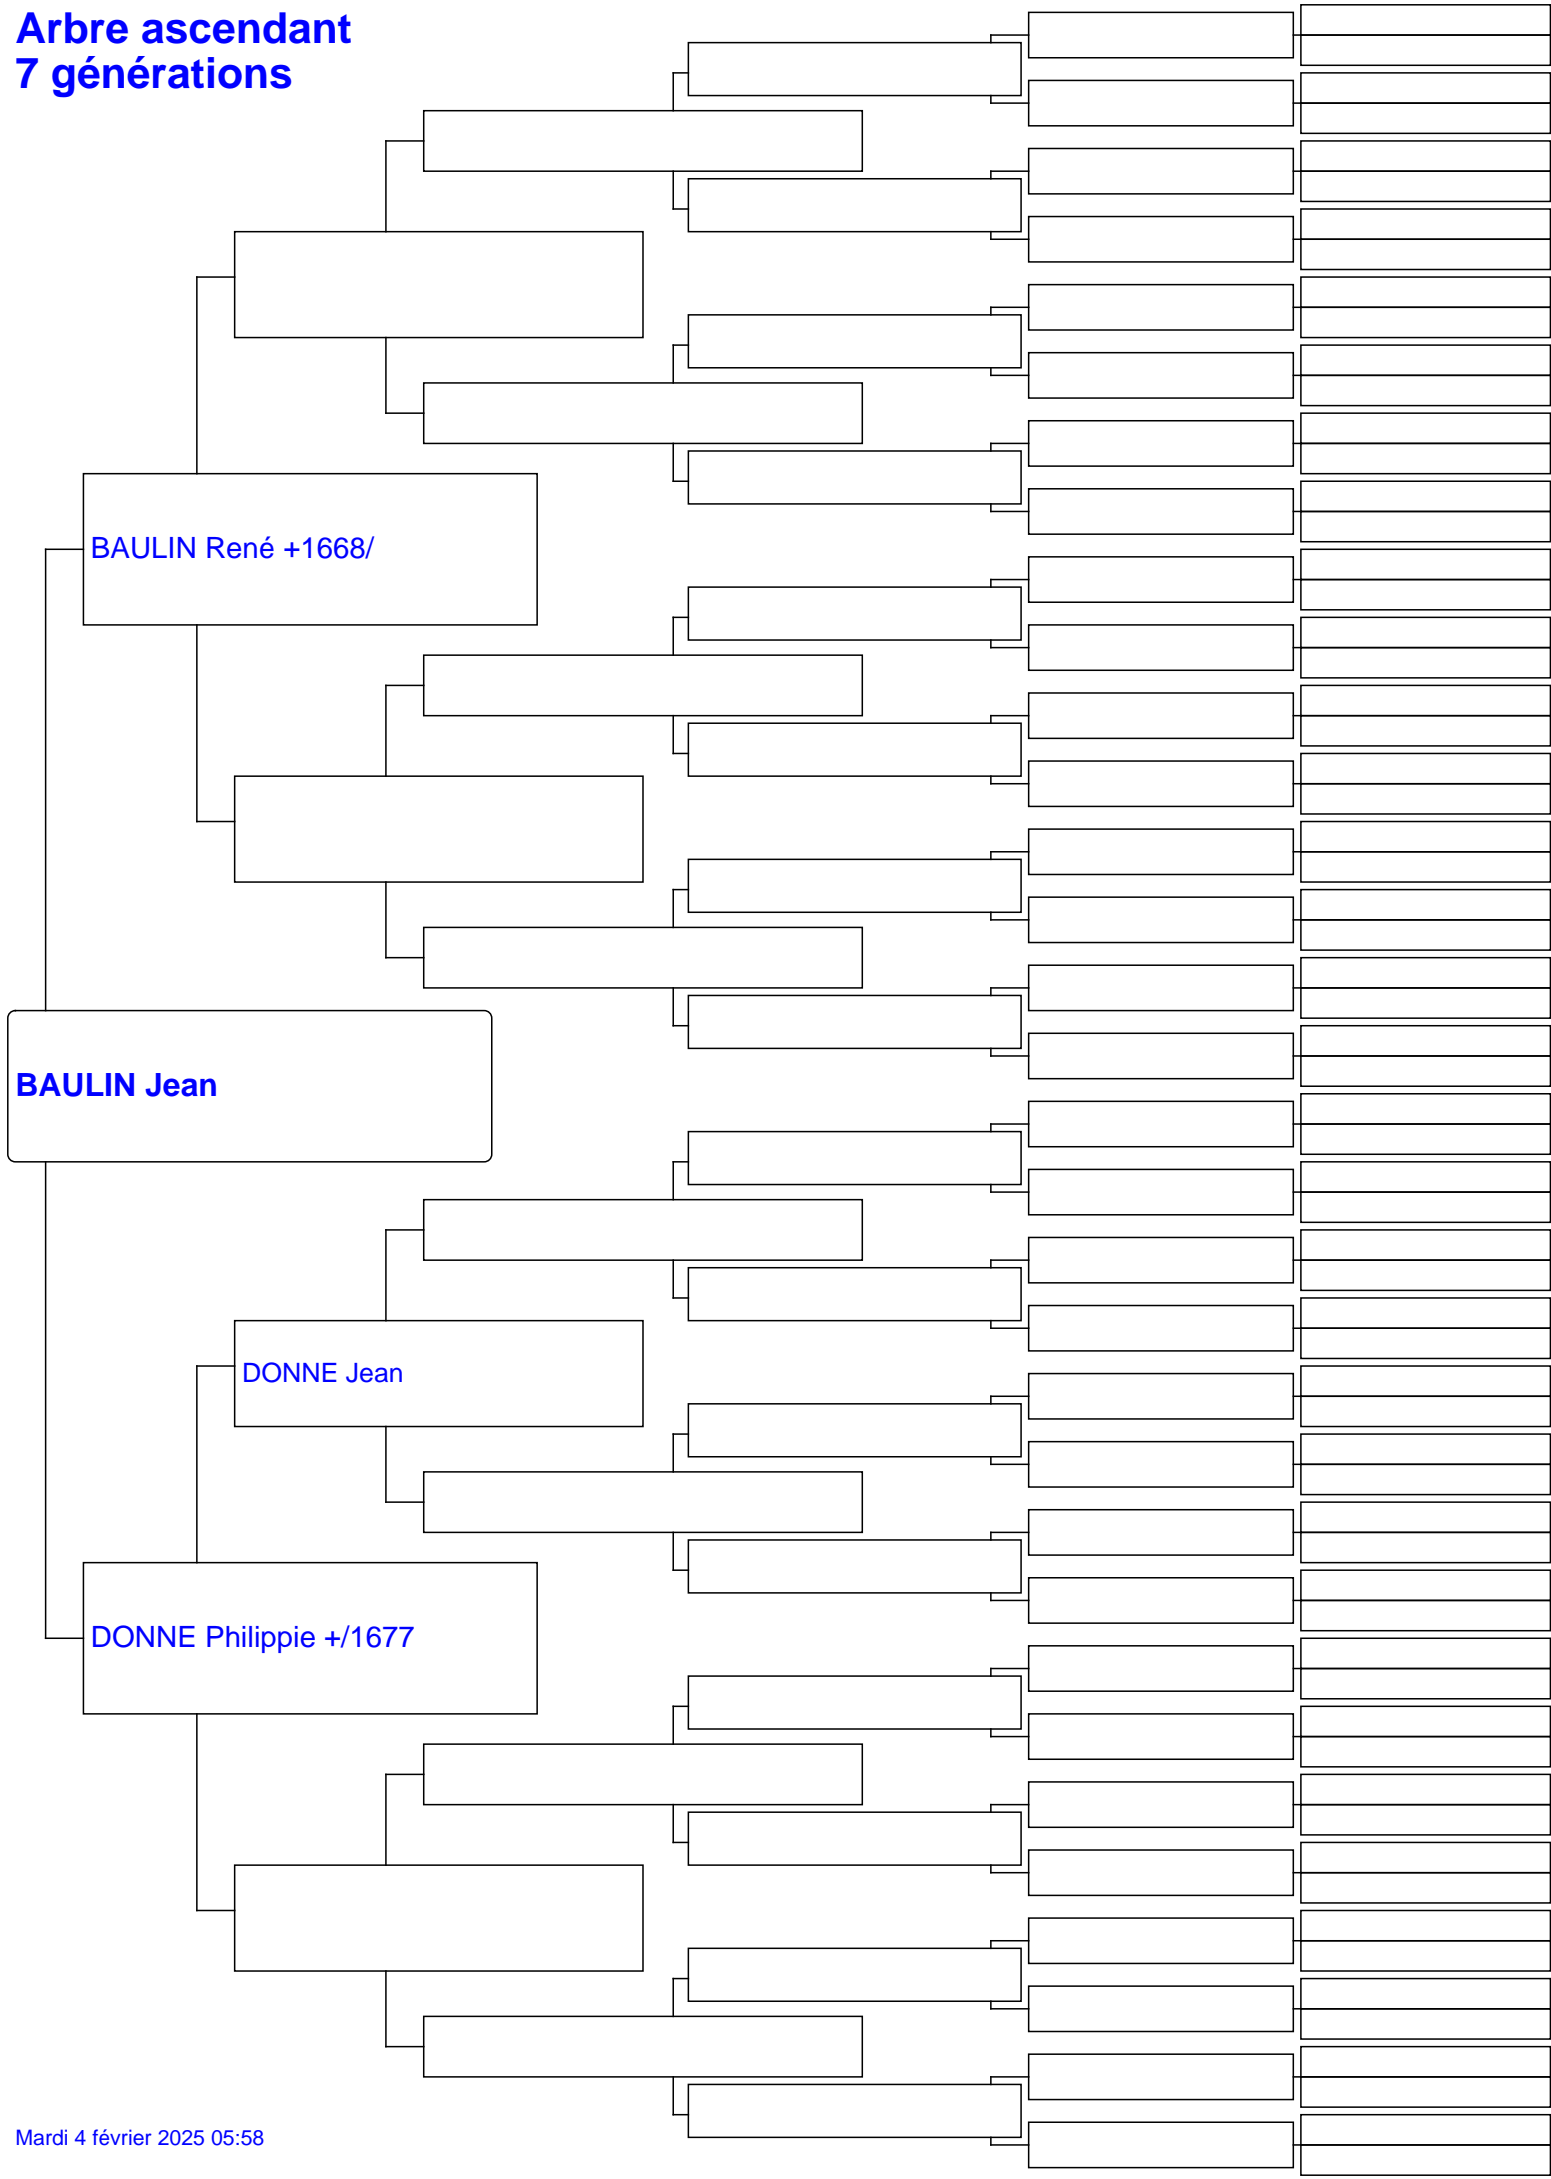 Arbre ascendant
7 générations
BAULIN René +1668/
BAULIN Jean
DONNE Jean
DONNE Philippie +/1677
Mardi 4 février 2025 05:58